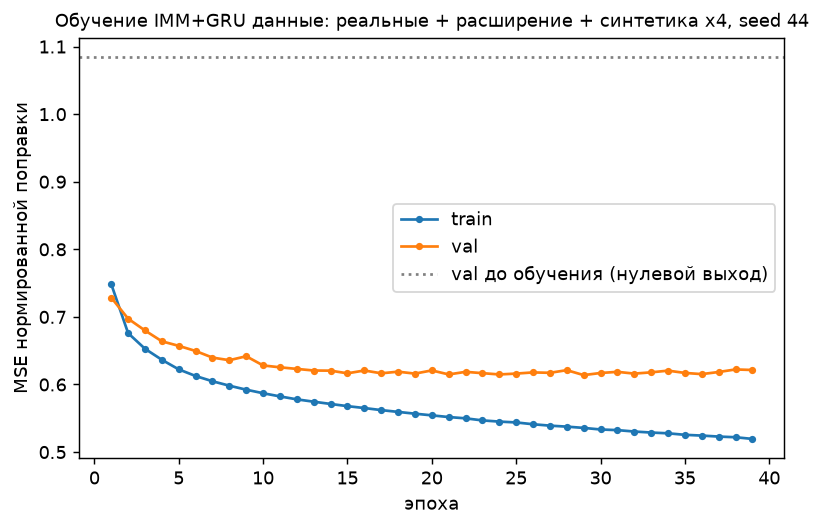 Обучение IMM+GRU данные: реальные + расширение + синтетика x4, seed 44
MSE нормированной поправки
1.1
1.0
0.9
0.8
0.7
0.6
0.5
train
val
val до обучения (нулевой выход)
0 5 10 15 20 25 30 35 40
эпоха